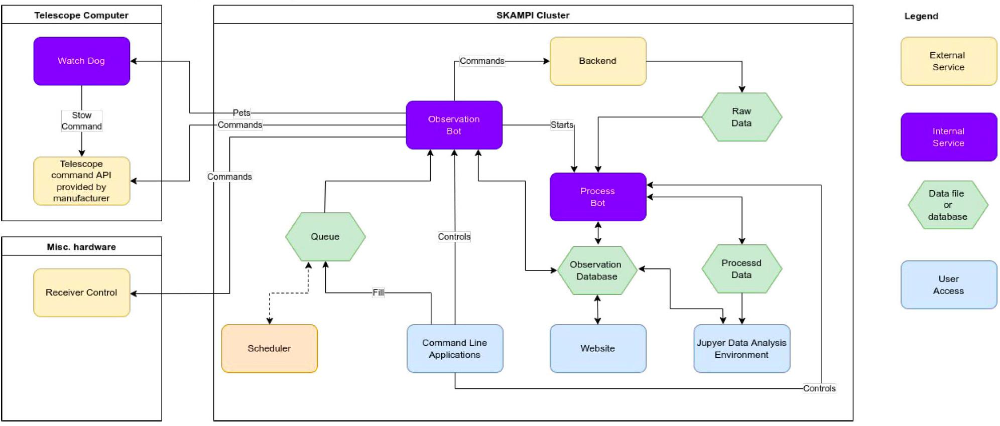 Telescope Computer
Watch Dog
Stow
Command
Telescope
command API
provided by
manufacturer
Misc. hardware
Receiver Control
SKAMPI Cluster
Commands
Backend
Pets
Commands
Commands
Observation
Bot
Starts
Raw
Data
Process
Bot
Queue
Controls
Observation
Database
Processd
Data
Fill
Scheduler
Command Line
Applications
Website
Jupyer Data Analysis
Environment
Controls
Legend
External
Service
Internal
Service
Data file
or
database
User
Access